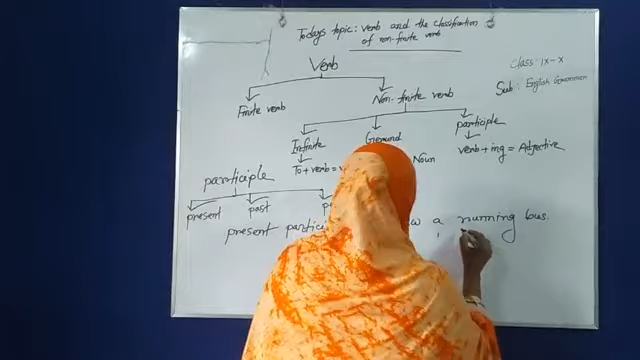 Todays topic: verb and the classification
of non-finite verb
Class: IX-X
Sub: English Grammar
Verb
Finite verb
Non-finite verb
Infinite
Gerund
participle
To + verb =
Noun
verb + ing = Adjective
participle
present
past
present
a running bus.